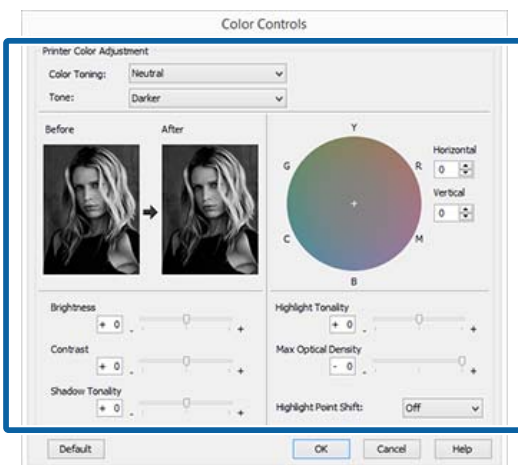 Color Controls
Printer Color Adjustment
Color Toning: Neutral
Tone: Darker
Before After
Y
G R
C M
B
Horizontal
0
Vertical
0
Brightness
+ 0 - +
Contrast
+ 0 - +
Shadow Tonality
+ 0 - +
Highlight Tonality
+ 0 - +
Max Optical Density
- 0 - +
Highlight Point Shift: Off
Default OK Cancel Help